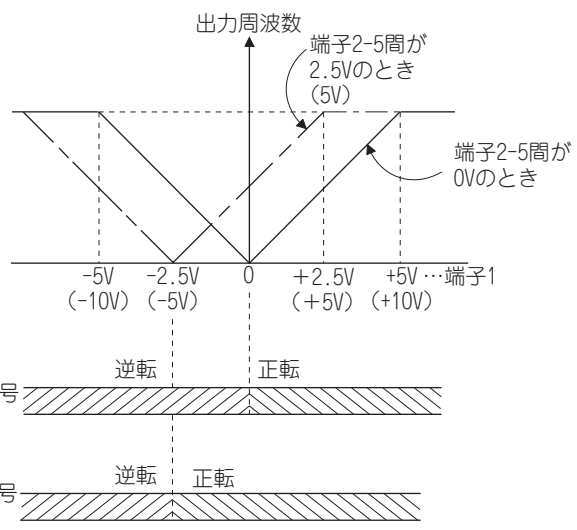 出力周波数
端子2-5間が
2.5Vのとき
(5V)
端子2-5間が
0Vのとき
-5V -2.5V 0 +2.5V +5V …端子1
(-10V) (-5V) (+5V) (+10V)
逆転 正転
号
逆転 正転
号